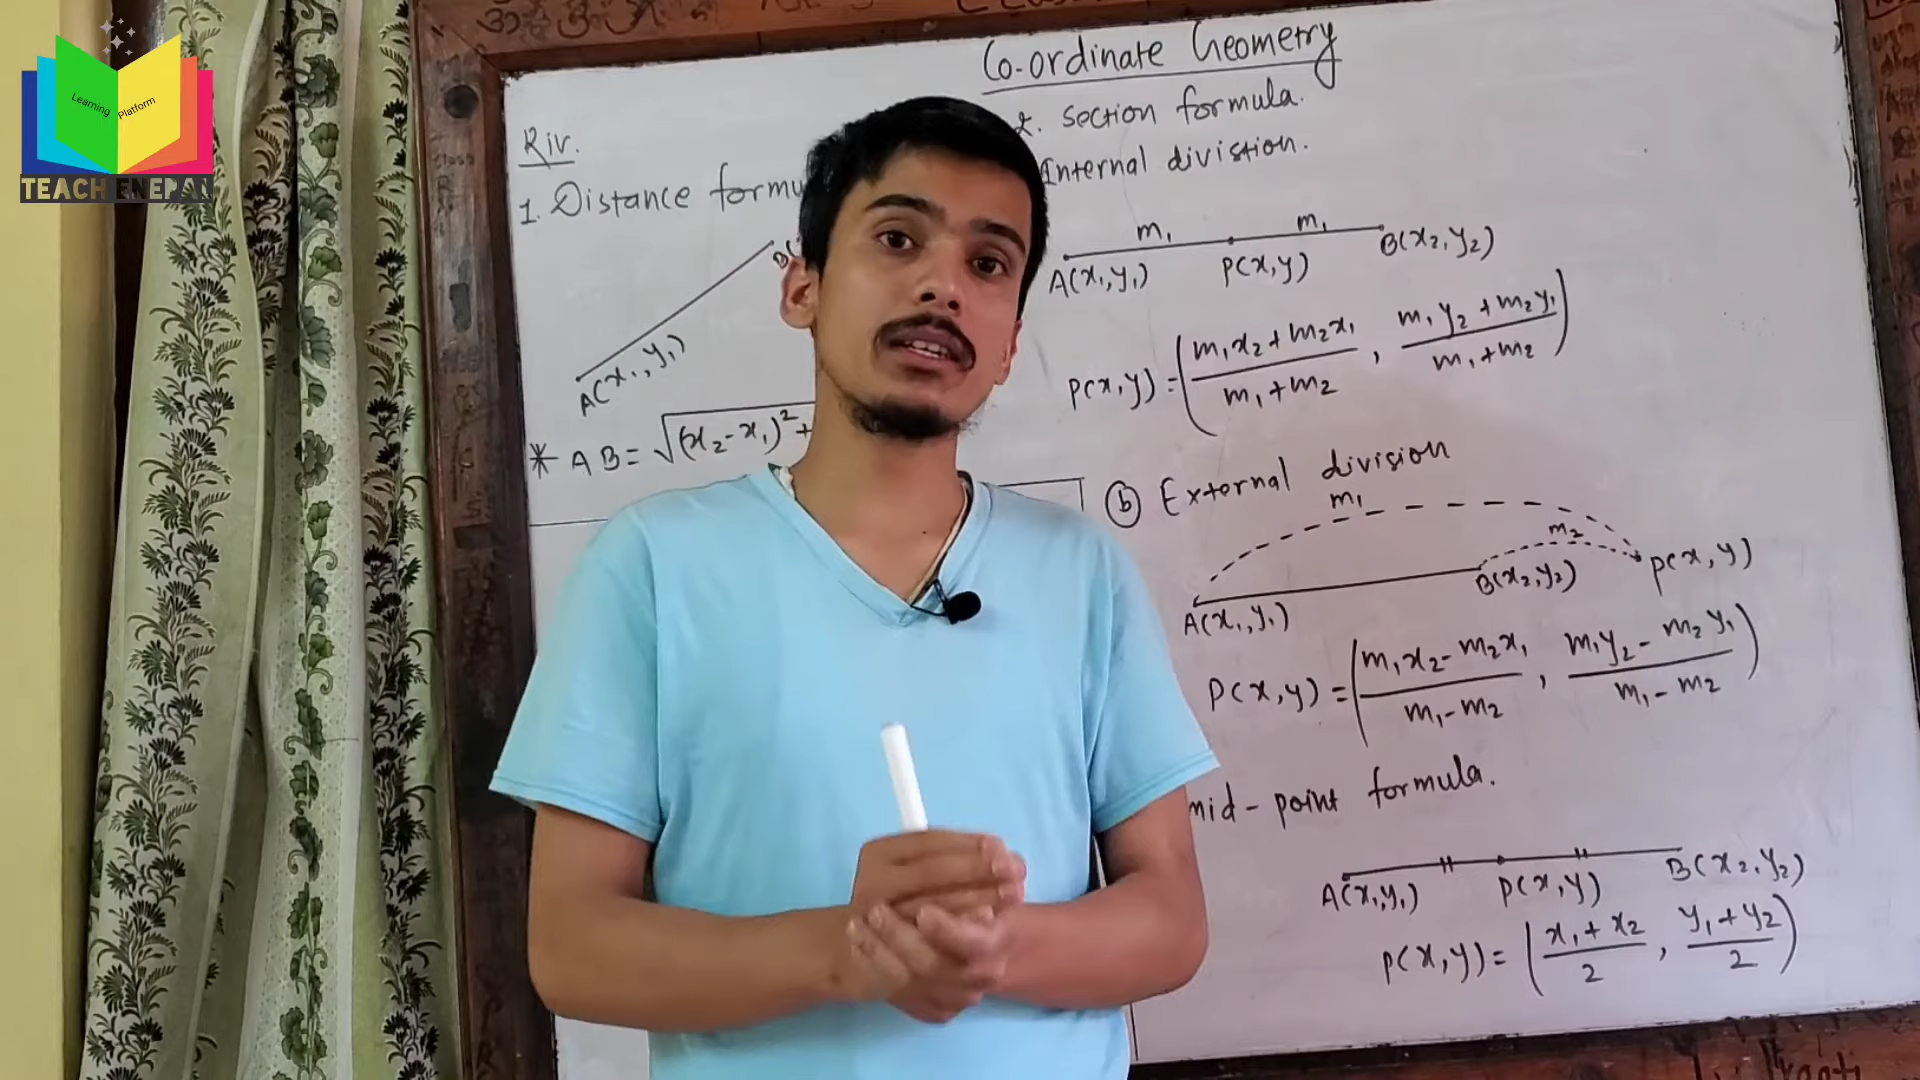 Learning Platform
TEACH ENEPAL
Co-ordinate Geometry
Riv.
1. Distance formu
B(
A(x₁, y₁)
* AB = √(x₂-x₁)²+
2. Section formula.
Internal divistion.
m₁ m₁
A(x₁, y₁) P(x, y) B(x₂, y₂)
P(x, y) = (m₁x₂+m₂x₁/m₁+m₂, m₁y₂+m₂y₁/m₁+m₂)
ⓑ External division
m₁
m₂
A(x₁, y₁) B(x₂, y₂) P(x, y)
P(x, y) = (m₁x₂-m₂x₁/m₁-m₂, m₁y₂-m₂y₁/m₁-m₂)
mid-point formula.
A(x₁, y₁) P(x, y) B(x₂, y₂)
P(x, y) = (x₁+x₂/2, y₁+y₂/2)